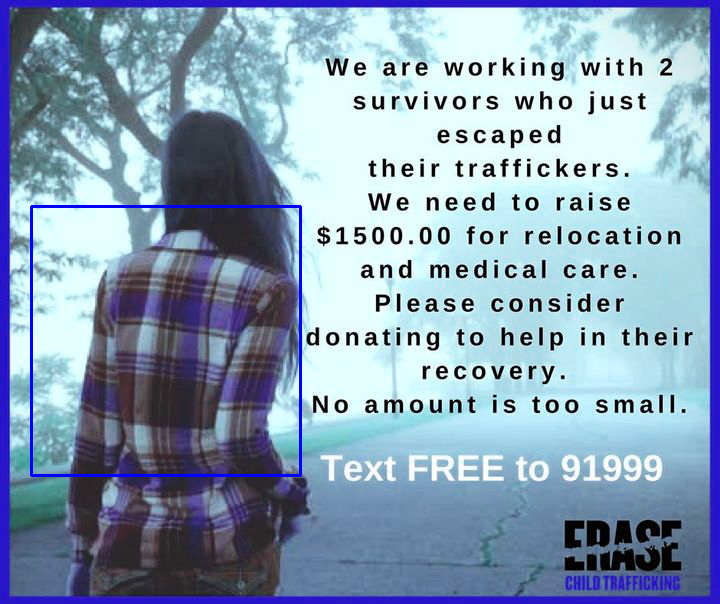 We are working with 2
survivors who just
escaped
their traffickers.
We need to raise
$1500.00 for relocation
and medical care.
Please consider
donating to help in their
recovery.
No amount is too small.
Text FREE to 91999
ERASE
CHILD TRAFFICKING